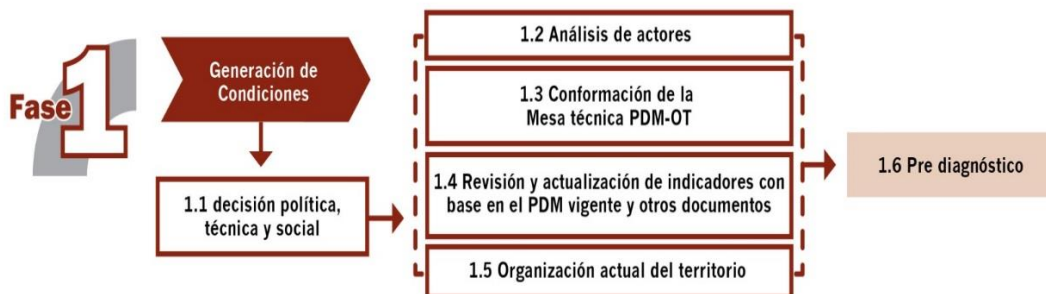 Fase 1
Generación de
Condiciones
1.1 decisión política,
técnica y social
1.2 Análisis de actores
1.3 Conformación de la
Mesa técnica PDM-OT
1.4 Revisión y actualización de indicadores con
base en el PDM vigente y otros documentos
1.5 Organización actual del territorio
1.6 Pre diagnóstico